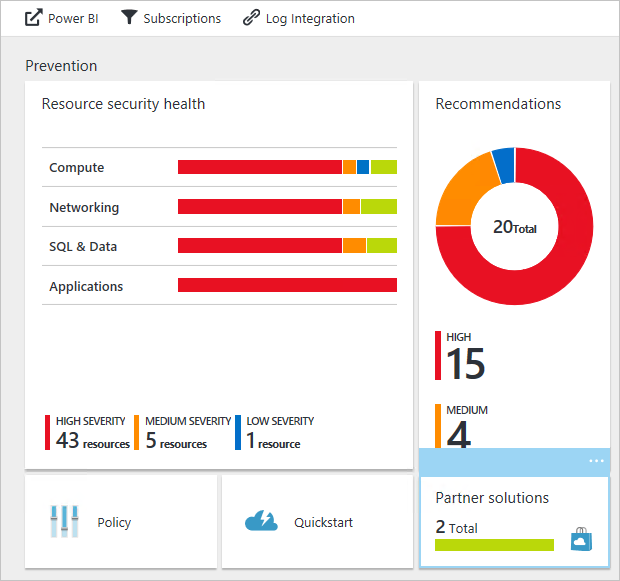 Power BI
Subscriptions
Log Integration
Prevention
Resource security health
Compute
Networking
SQL & Data
Applications
HIGH SEVERITY
43 resources
MEDIUM SEVERITY
5 resources
LOW SEVERITY
1 resource
Recommendations
20Total
HIGH
15
MEDIUM
4
Policy
Quickstart
...
Partner solutions
2 Total